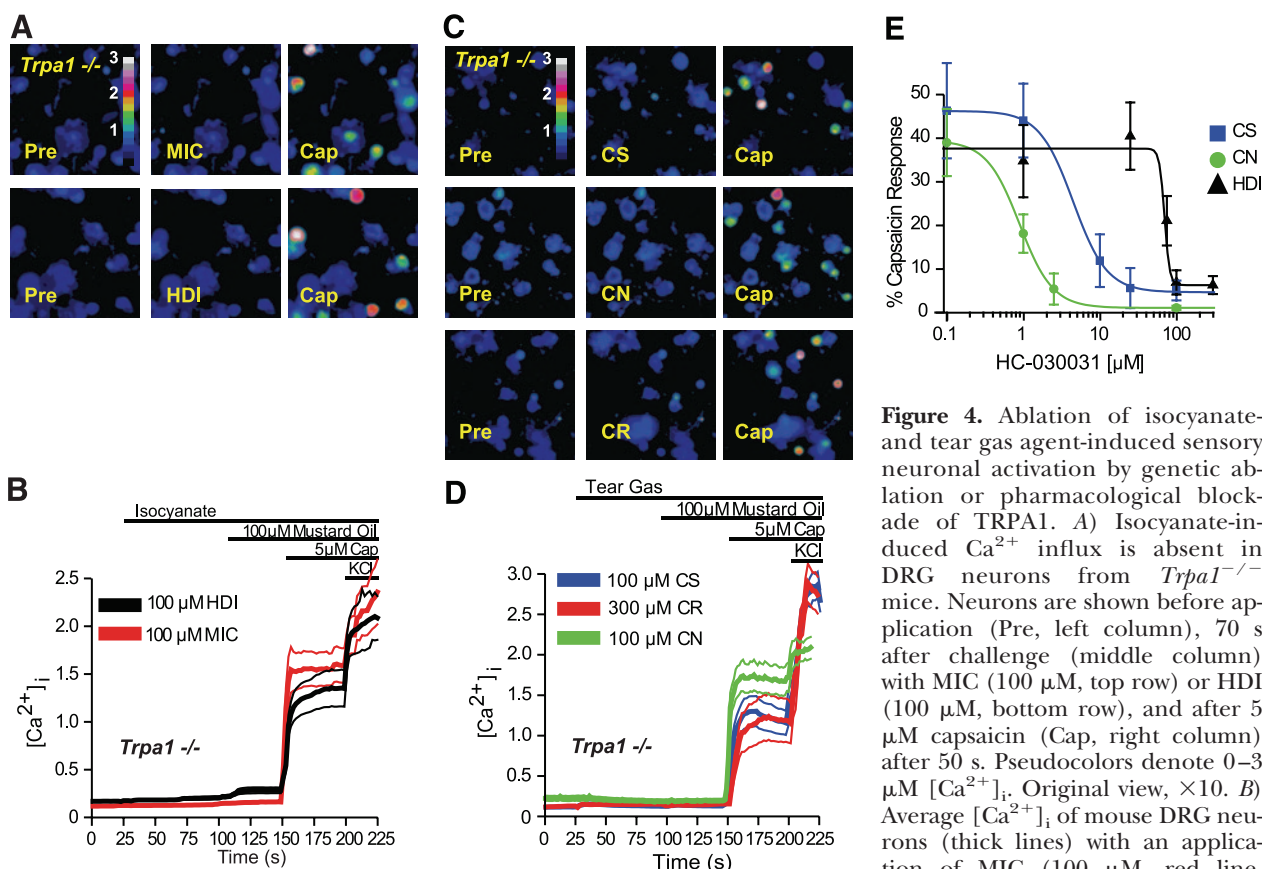 A
Trpa1 -/-
3
2
1
Pre
MIC
Cap
Pre
HDI
Cap
B
Isocyanate
100 µM Mustard Oil
5µM Cap
KCl
2.5
2.0
1.5
1.0
0.5
0
[Ca2+]i
100 µM HDI
100 µM MIC
Trpa1 -/-
0 25 50 75 100 125 150 175 200 225
Time (s)
C
Trpa1 -/-
3
2
1
Pre
CS
Cap
Pre
CN
Cap
Pre
CR
Cap
D
Tear Gas
100µM Mustard Oil
5µM Cap
KCl
3.0
2.5
2.0
1.5
1.0
0.5
0
[Ca2+]i
100 µM CS
300 µM CR
100 µM CN
Trpa1 -/-
0 25 50 75 100 125 150 175 200 225
Time (s)
E
50
40
30
20
10
0
% Capsaicin Response
CS
CN
HDI
0.1 1 10 100
HC-030031 [µM]
Figure 4. Ablation of isocyanate-
and tear gas agent-induced sensory
neuronal activation by genetic ab-
lation or pharmacological block-
ade of TRPA1. A) Isocyanate-in-
duced Ca2+ influx is absent in
DRG neurons from Trpa1−/−
mice. Neurons are shown before ap-
plication (Pre, left column), 70 s
after challenge (middle column)
with MIC (100 µM, top row) or HDI
(100 µM, bottom row), and after 5
µM capsaicin (Cap, right column)
after 50 s. Pseudocolors denote 0–3
µM [Ca2+]i. Original view, ×10. B)
Average [Ca2+]i of mouse DRG neu-
rons (thick lines) with an applica-
tion of MIC (100 µM, red line,